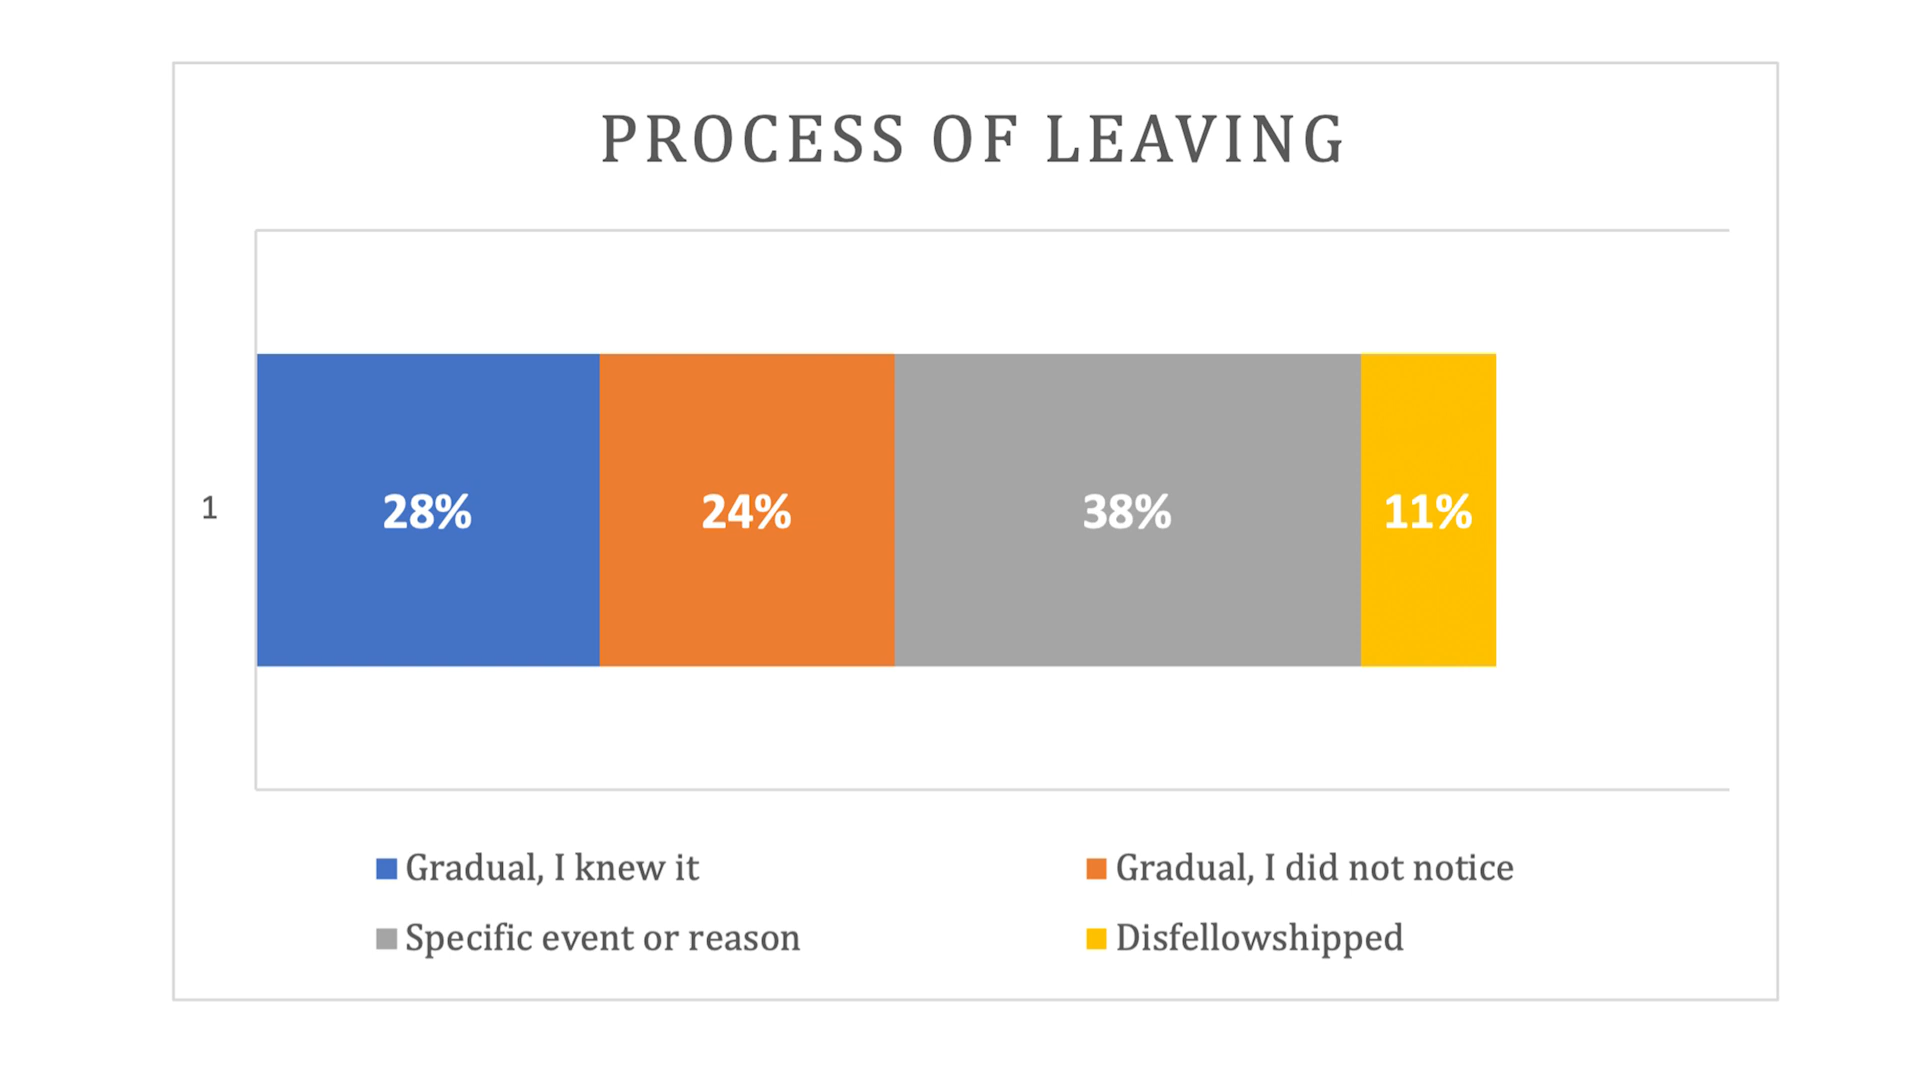 PROCESS OF LEAVING
1
28% 24% 38% 11%
Gradual, I knew it Gradual, I did not notice
Specific event or reason Disfellowshipped